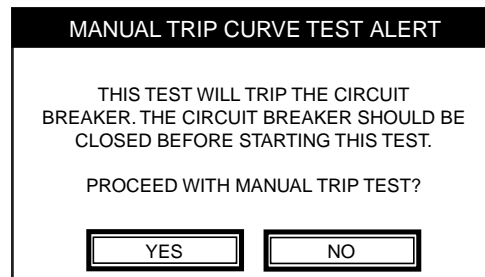 MANUAL TRIP CURVE TEST ALERT
THIS TEST WILL TRIP THE CIRCUIT
BREAKER. THE CIRCUIT BREAKER SHOULD BE
CLOSED BEFORE STARTING THIS TEST.
PROCEED WITH MANUAL TRIP TEST?
YES
NO